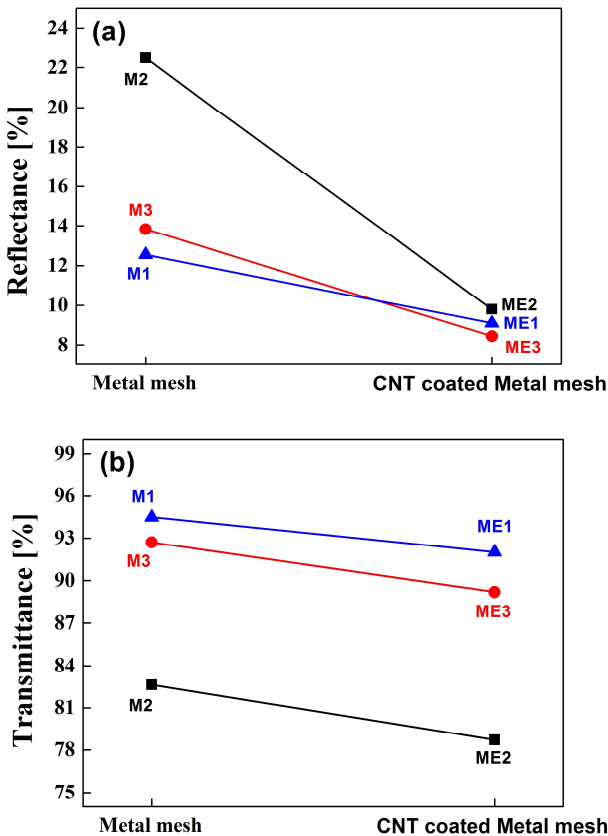 (a)
24
22
20
18
16
14
12
10
8
Reflectance [%]
M2
M3
M1
ME2
ME1
ME3
Metal mesh
CNT coated Metal mesh
(b)
99
96
93
90
87
84
81
78
75
Transmittance [%]
M1
M3
M2
ME1
ME3
ME2
Metal mesh
CNT coated Metal mesh